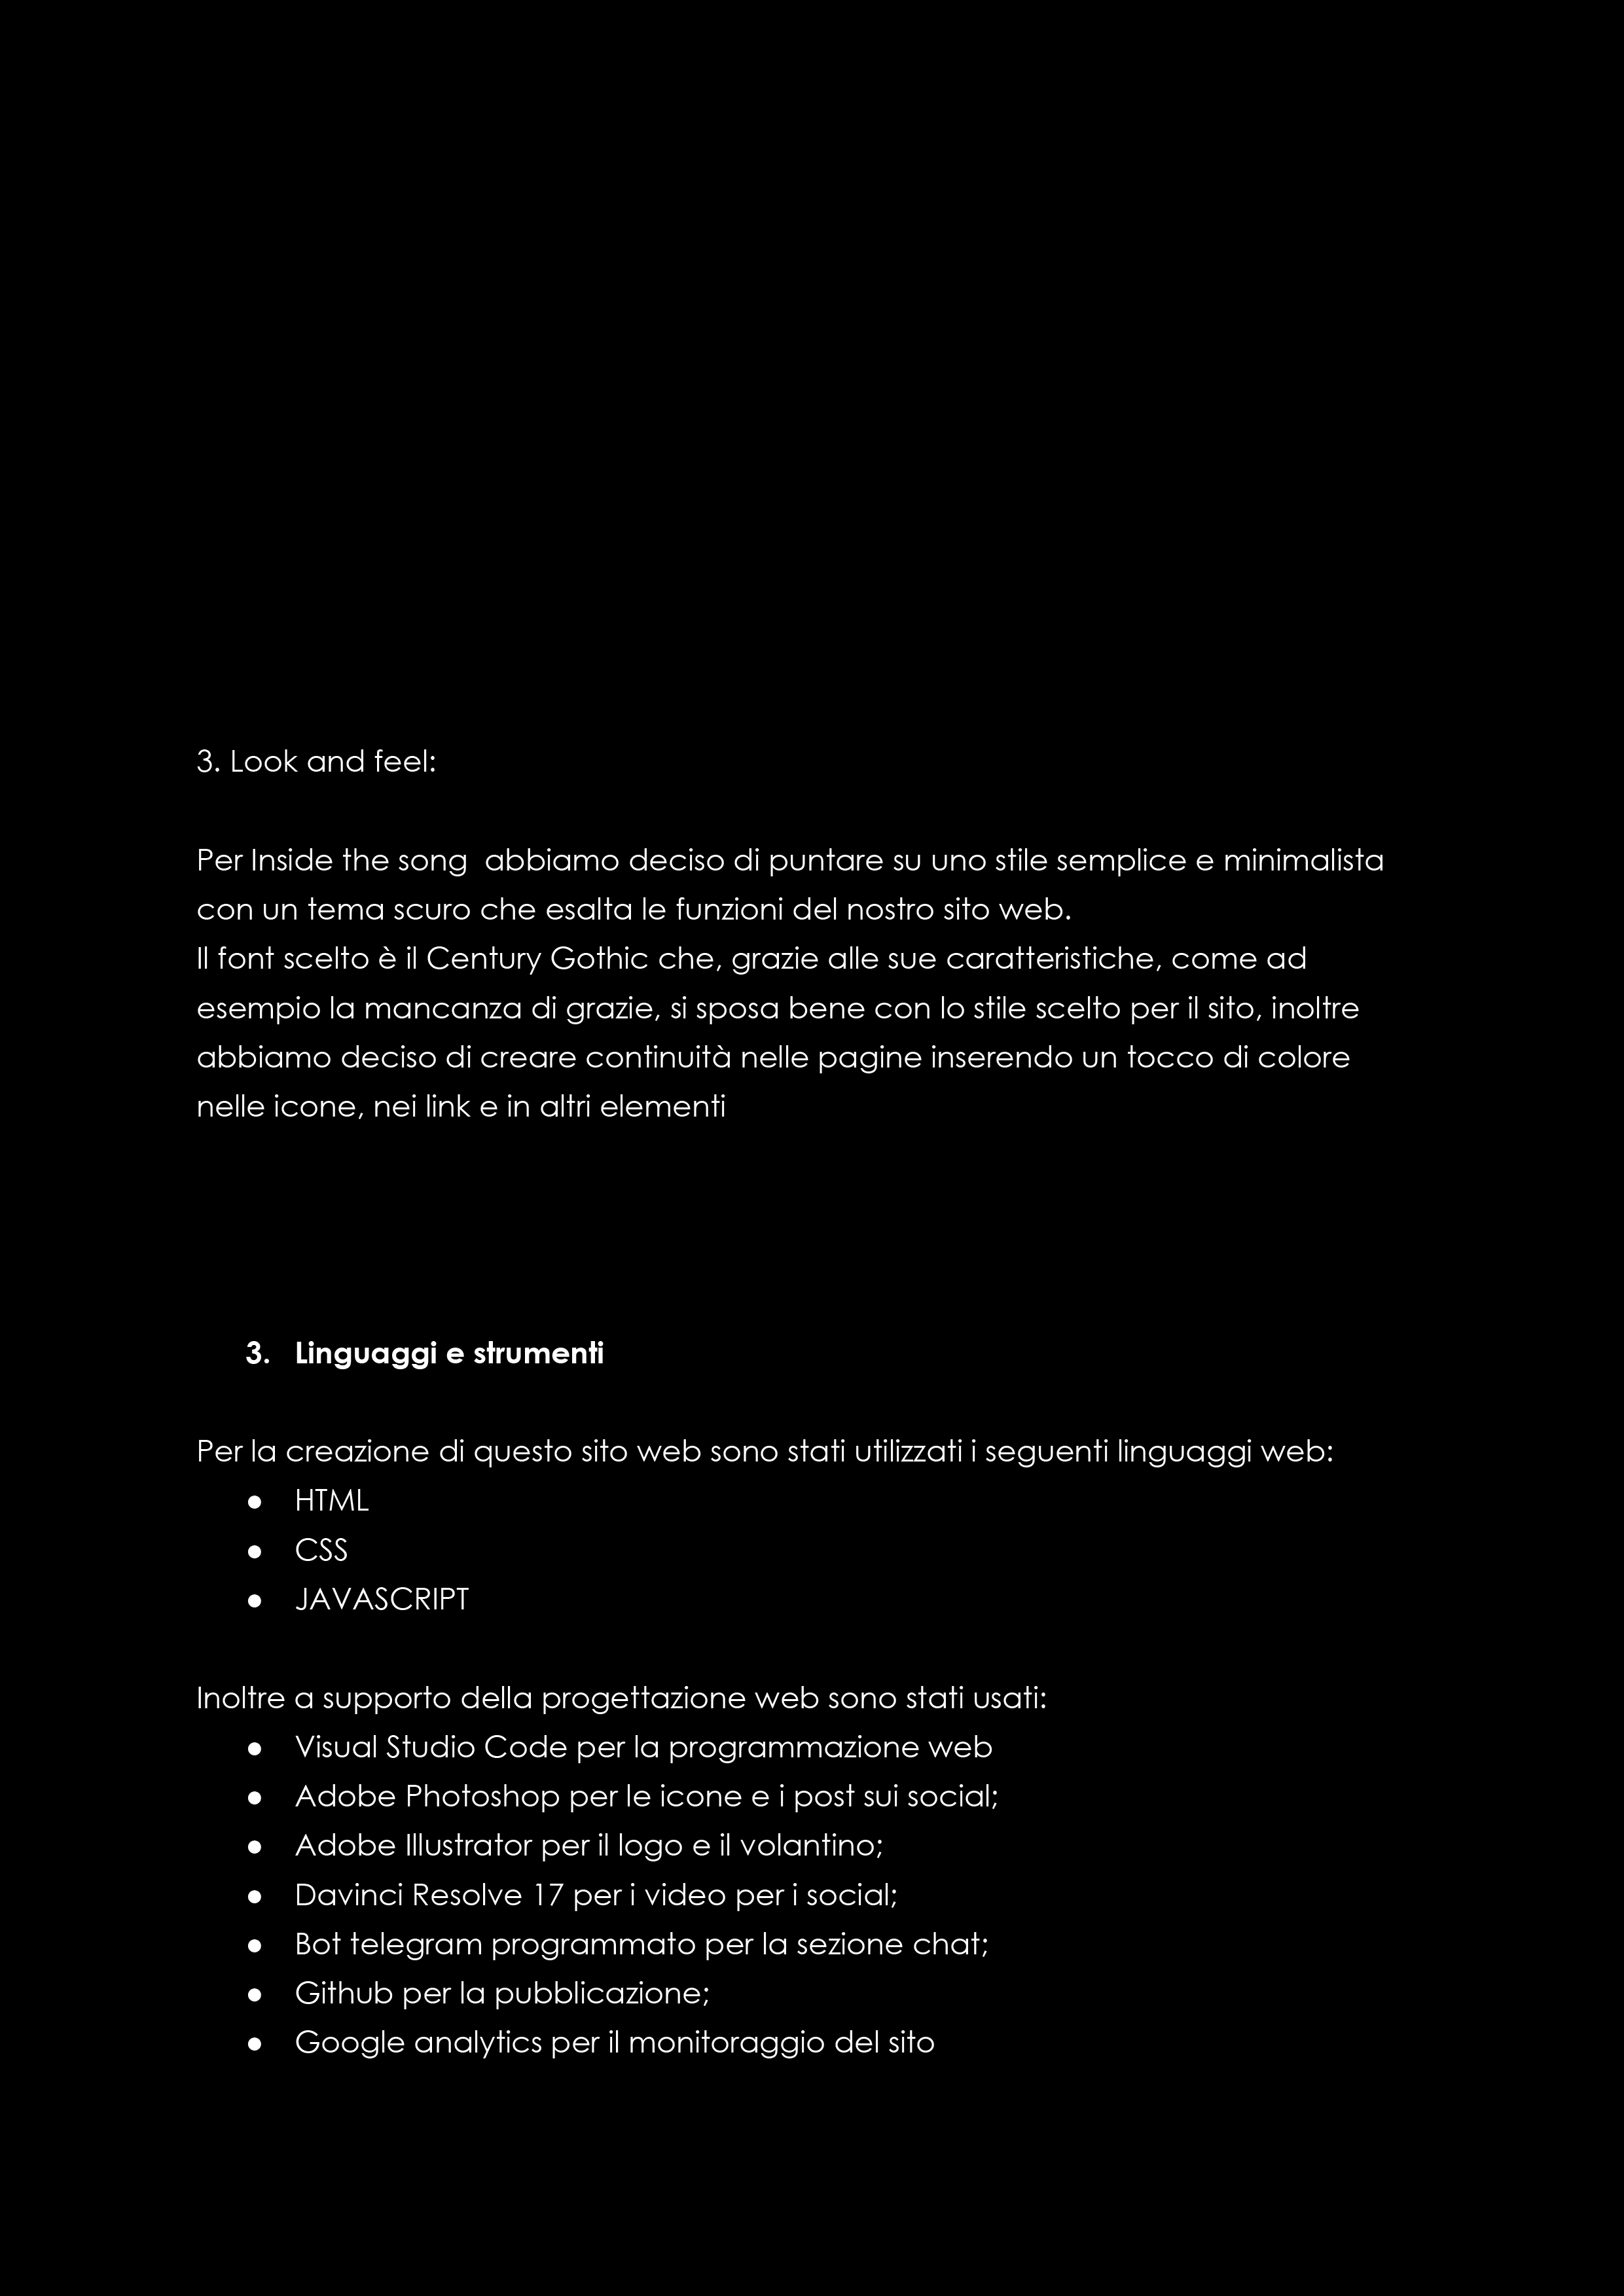 3. Look and feel:
Per Inside the song  abbiamo deciso di puntare su uno stile semplice e minimalista
con un tema scuro che esalta le funzioni del nostro sito web.
Il font scelto è il Century Gothic che, grazie alle sue caratteristiche, come ad
esempio la mancanza di grazie, si sposa bene con lo stile scelto per il sito, inoltre
abbiamo deciso di creare continuità nelle pagine inserendo un tocco di colore
nelle icone, nei link e in altri elementi
3. Linguaggi e strumenti
Per la creazione di questo sito web sono stati utilizzati i seguenti linguaggi web:
● HTML
● CSS
● JAVASCRIPT
Inoltre a supporto della progettazione web sono stati usati:
● Visual Studio Code per la programmazione web
● Adobe Photoshop per le icone e i post sui social;
● Adobe Illustrator per il logo e il volantino;
● Davinci Resolve 17 per i video per i social;
● Bot telegram programmato per la sezione chat;
● Github per la pubblicazione;
● Google analytics per il monitoraggio del sito